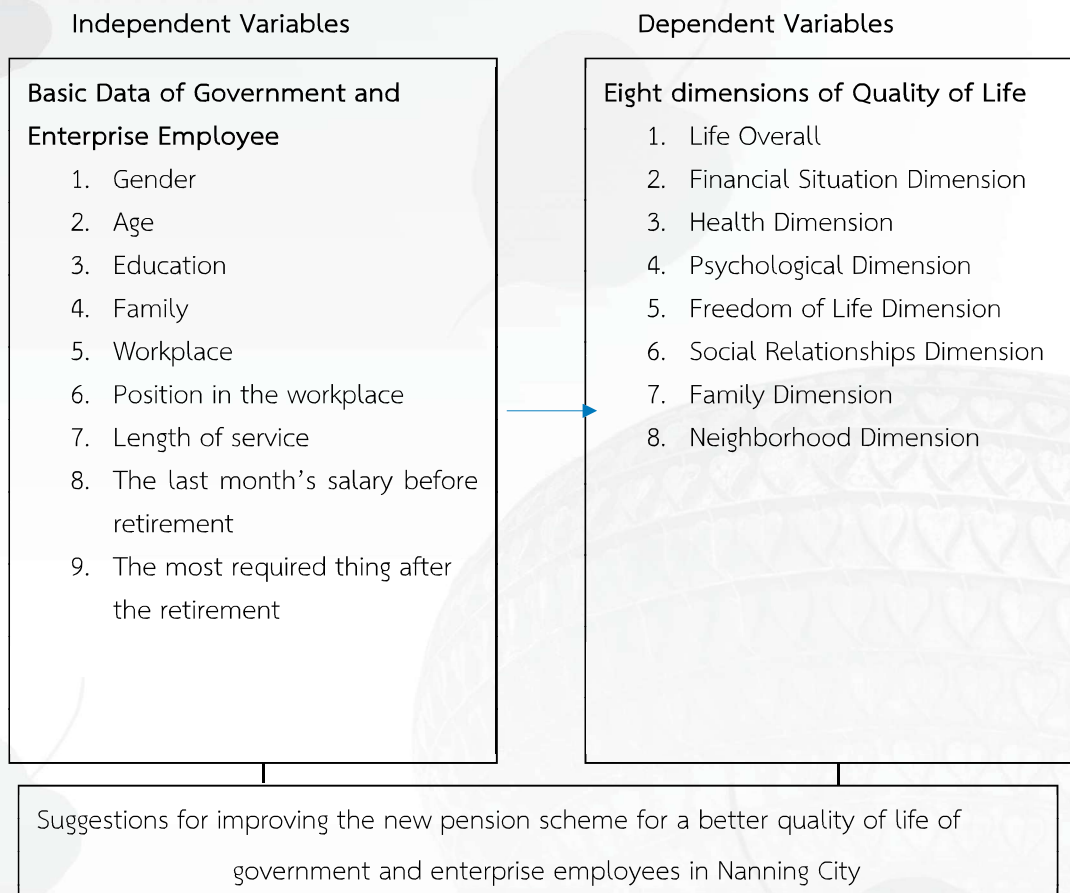 Independent Variables
Dependent Variables
Basic Data of Government and
Enterprise Employee
1. Gender
2. Age
3. Education
4. Family
5. Workplace
6. Position in the workplace
7. Length of service
8. The last month’s salary before
retirement
9. The most required thing after
the retirement
Eight dimensions of Quality of Life
1. Life Overall
2. Financial Situation Dimension
3. Health Dimension
4. Psychological Dimension
5. Freedom of Life Dimension
6. Social Relationships Dimension
7. Family Dimension
8. Neighborhood Dimension
Suggestions for improving the new pension scheme for a better quality of life of
government and enterprise employees in Nanning City